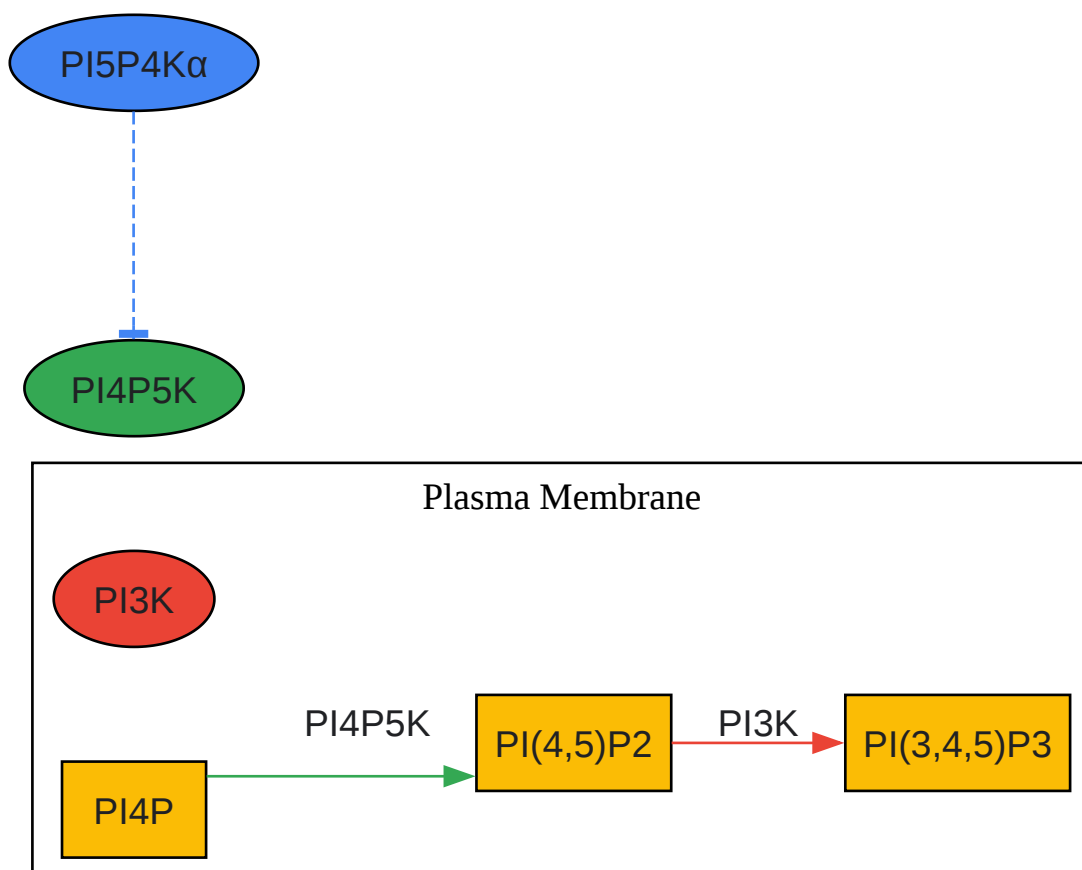 PI5P4Kα
PI4P5K
Plasma Membrane
PI3K
PI4P5K
PI(4,5)P2
PI3K
PI(3,4,5)P3
PI4P